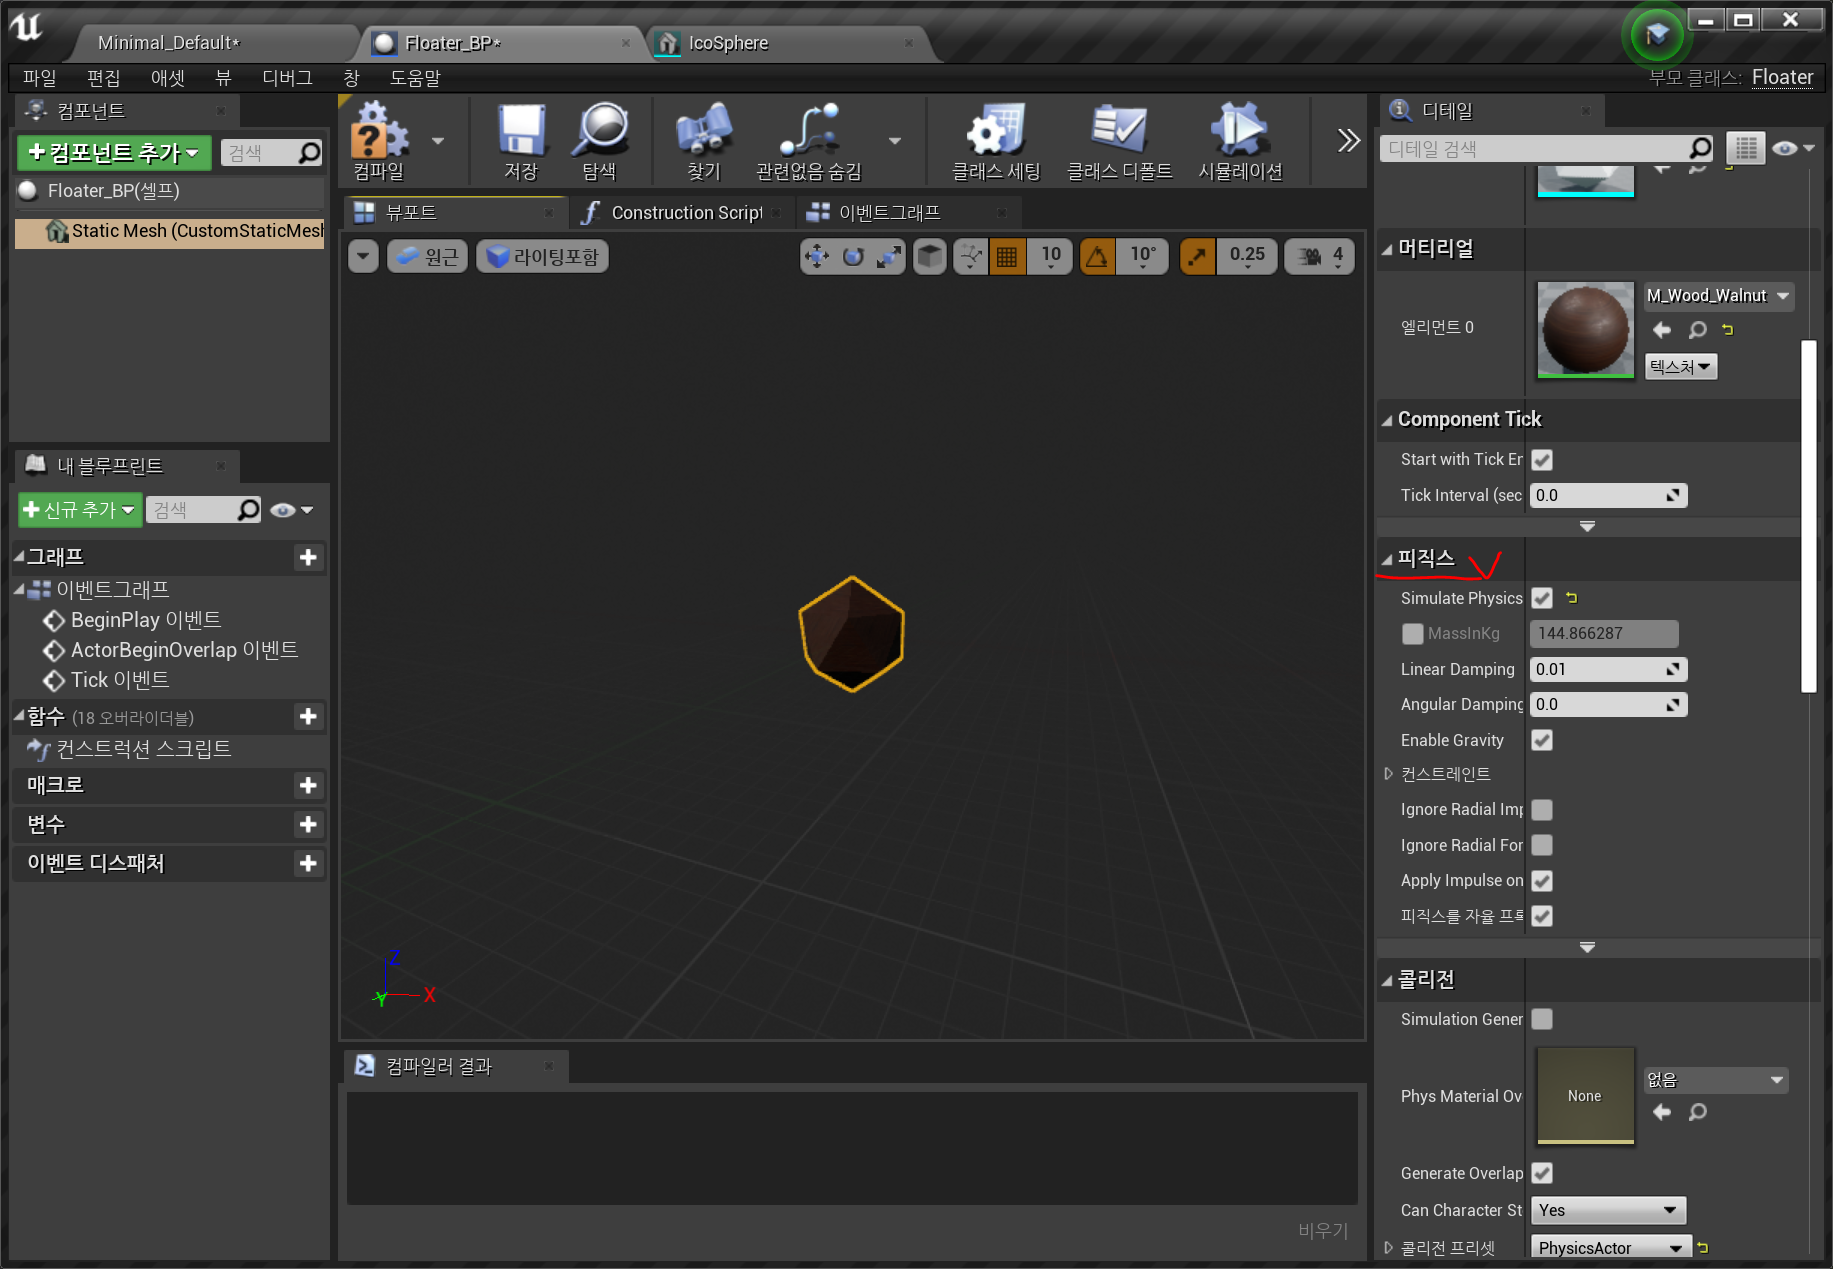 Minimal_Default*
Floater_BP*
IcoSphere
파일 편집 애셋 뷰 디버그 창 도움말
부모 클래스: Floater
컴포넌트
+컴포넌트 추가
검색
Floater_BP(셀프)
Static Mesh (CustomStaticMesh
컴파일
저장
탐색
찾기
관련없음 숨김
클래스 세팅
클래스 디폴트
시뮬레이션
뷰포트
Construction Script
이벤트그래프
원근
라이팅포함
10
10°
0.25
4
Z
X
Y
내 블루프린트
+신규 추가
검색
그래프
이벤트그래프
BeginPlay 이벤트
ActorBeginOverlap 이벤트
Tick 이벤트
함수 (18 오버라이더블)
컨스트럭션 스크립트
매크로
변수
이벤트 디스패처
컴파일러 결과
비우기
디테일
디테일 검색
머티리얼
엘리먼트 0
M_Wood_Walnut
텍스처
Component Tick
Start with Tick En
Tick Interval (sec
0.0
피직스
Simulate Physics
MassInKg
144.866287
Linear Damping
0.01
Angular Damping
0.0
Enable Gravity
컨스트레인트
Ignore Radial Imp
Ignore Radial For
Apply Impulse on
피직스를 자율 프록
콜리전
Simulation Gener
Phys Material Ov
None
없음
Generate Overlap
Can Character St
Yes
콜리전 프리셋
PhysicsActor